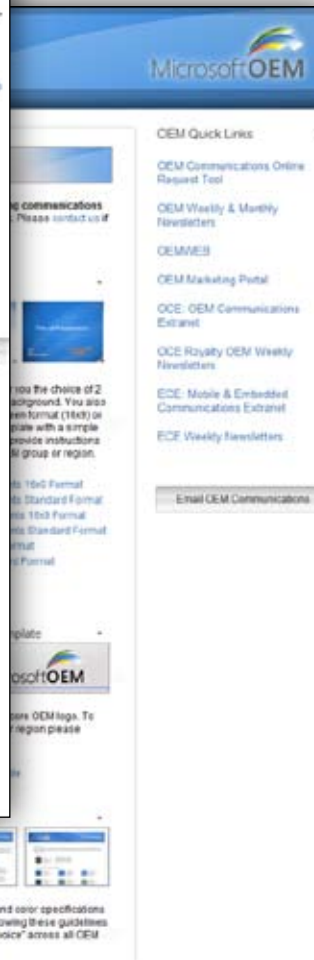 MicrosoftOEM
g communications
. Please contact us if
you the choice of 2
background. You also
een format (16x9) or
plate with a simple
provide instructions
group or region.
ts 16x9 Format
ts Standard Format
ts 16x9 Format
ts Standard Format
rmat
d Format
mplate
osoftOEM
core OEM logo. To
region please
nd color specifications
owing these guidelines
voice" across all OEM
OEM Quick Links
OEM Communications Online
Request Tool
OEM Weekly & Monthly
Newsletters
OEMWEB
OEM Marketing Portal
OCE: OEM Communications
Extranet
OCE Royalty OEM Weekly
Newsletters
ECE: Mobile & Embedded
Communications Extranet
ECE Weekly Newsletters
Email OEM Communications